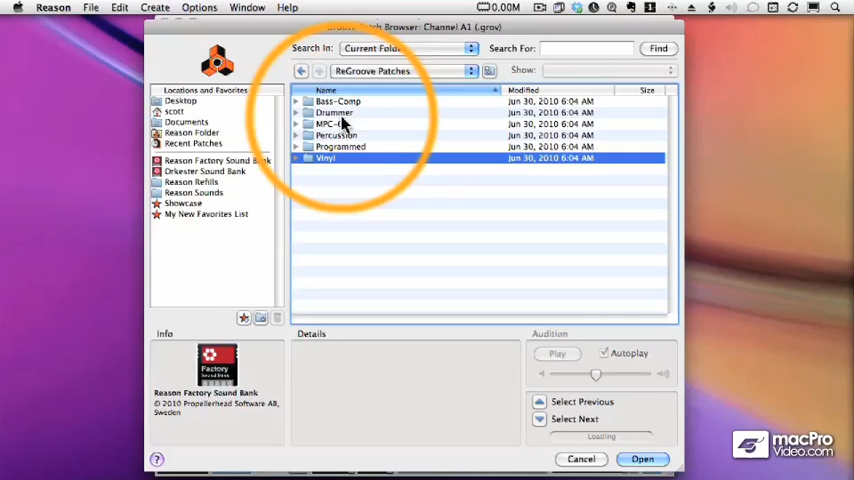 Reason File Edit Create Options Window Help 0.00M
Groove Patch Browser: Channel A1 (.grov)
Search In: Current Folder Search For: Find
ReGroove Patches Show:
Locations and Favorites
Desktop
scott
Documents
Reason Folder
Recent Patches
Reason Factory Sound Bank
Orkester Sound Bank
Reason Refills
Reason Sounds
Showcase
My New Favorites List
Name Modified Size
Bass-Comp Jun 30, 2010 6:04 AM
Drummer Jun 30, 2010 6:04 AM
MPC- Jun 30, 2010 6:04 AM
Percussion Jun 30, 2010 6:04 AM
Programmed Jun 30, 2010 6:04 AM
Vinyl Jun 30, 2010 6:04 AM
Info
Factory
Sound Bank
Reason Factory Sound Bank
© 2010 Propellerhead Software AB,
Sweden
Details
Audition
Play Autoplay
Select Previous
Select Next
Loading
? Cancel Open
macPro
Video.com